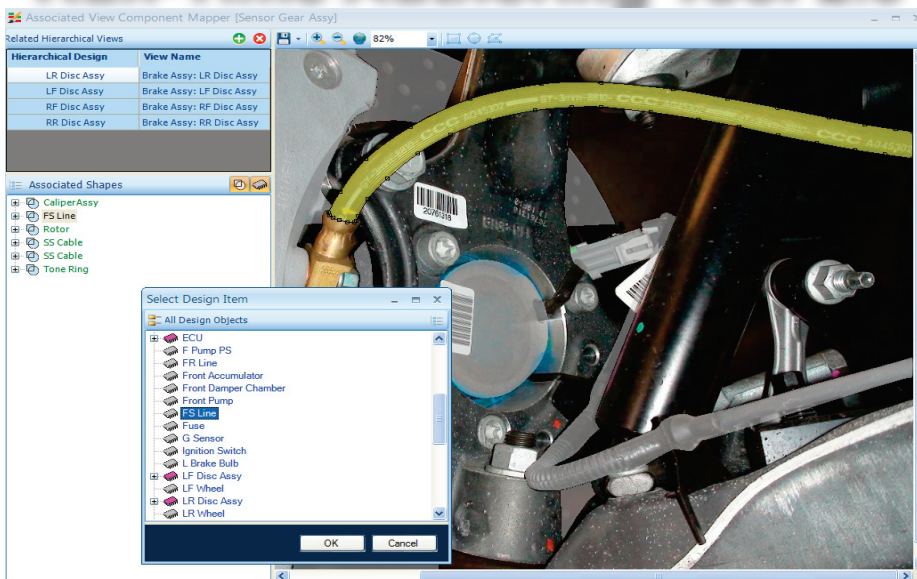 Associated View Component Mapper [Sensor Gear Assy]
Related Hierarchical Views
82%
Hierarchical Design View Name
LR Disc Assy Brake Assy: LR Disc Assy
LF Disc Assy Brake Assy: LF Disc Assy
RF Disc Assy Brake Assy: RF Disc Assy
RR Disc Assy Brake Assy: RR Disc Assy
Associated Shapes
CaliperAssy
FS Line
Rotor
SS Cable
SS Cable
Tone Ring
CCC A045307
CCC A045307
CCC A045307
20761318
Select Design Item
All Design Objects
ECU
F Pump PS
FR Line
Front Accumulator
Front Damper Chamber
Front Pump
FS Line
Fuse
G Sensor
Ignition Switch
L Brake Bulb
LF Disc Assy
LF Wheel
LR Disc Assy
LR Wheel
OK Cancel